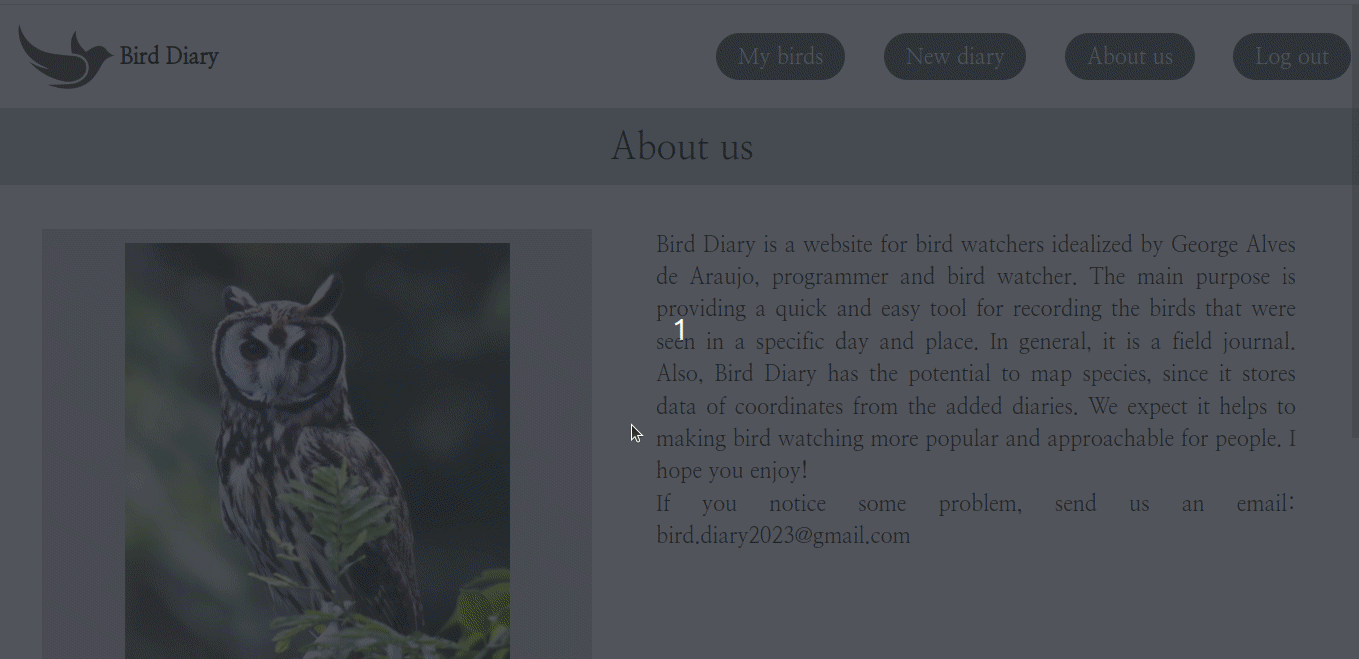 Bird Diary
My birds
New diary
About us
Log out
About us
Bird Diary is a website for bird watchers idealized by George Alves
de Araujo, programmer and bird watcher. The main purpose is
providing a quick and easy tool for recording the birds that were
seen in a specific day and place. In general, it is a field journal.
Also, Bird Diary has the potential to map species, since it stores
data of coordinates from the added diaries. We expect it helps to
making bird watching more popular and approachable for people. I
hope you enjoy!
If you notice some problem, send us an email:
bird.diary2023@gmail.com
1